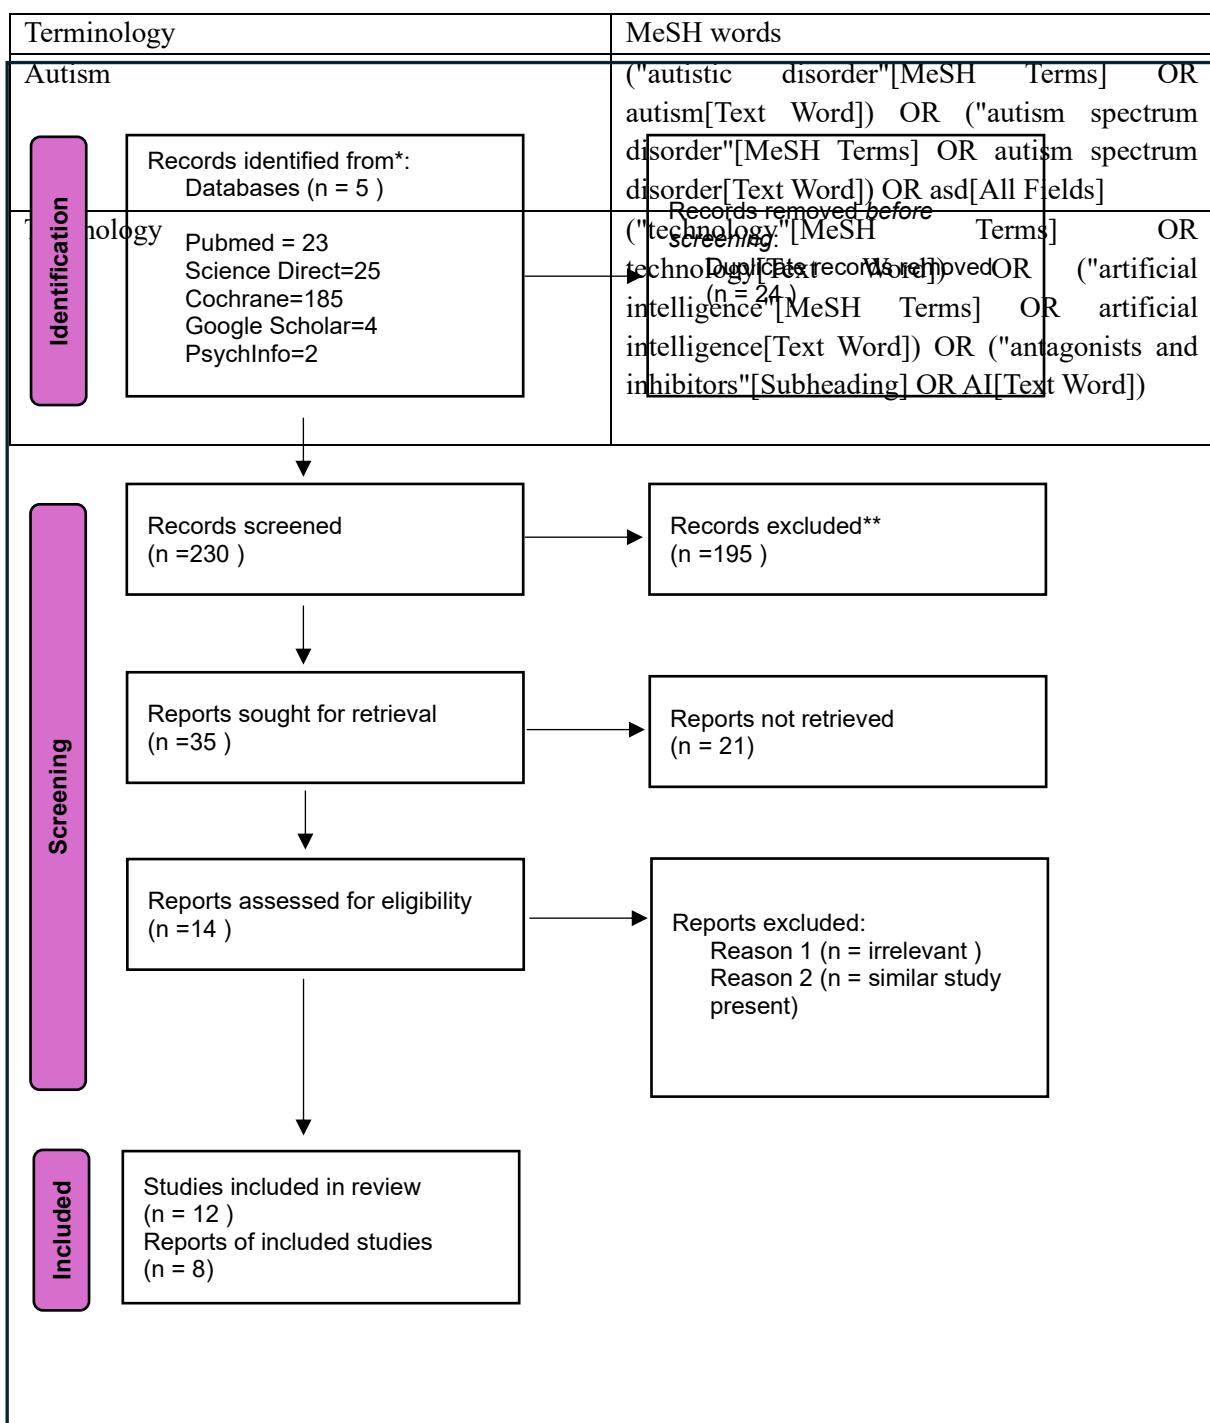 Terminology
MeSH words
Autism
("autistic disorder"[MeSH Terms] OR
autism[Text Word]) OR ("autism spectrum
disorder"[MeSH Terms] OR autism spectrum
disorder[Text Word]) OR asd[All Fields]
Technology
("technology"[MeSH Terms] OR
technology[Text Word]) OR ("artificial
intelligence"[MeSH Terms] OR artificial
intelligence[Text Word]) OR ("antagonists and
inhibitors"[Subheading] OR AI[Text Word])
Identification
Records identified from*:
Databases (n = 5 )
Pubmed = 23
Science Direct=25
Cochrane=185
Google Scholar=4
PsychInfo=2
Records removed before
screening:
Duplicate records removed
(n = 24 )
Screening
Records screened
(n =230 )
Records excluded**
(n =195 )
Reports sought for retrieval
(n =35 )
Reports not retrieved
(n = 21)
Reports assessed for eligibility
(n =14 )
Reports excluded:
Reason 1 (n = irrelevant )
Reason 2 (n = similar study
present)
Included
Studies included in review
(n = 12 )
Reports of included studies
(n = 8)